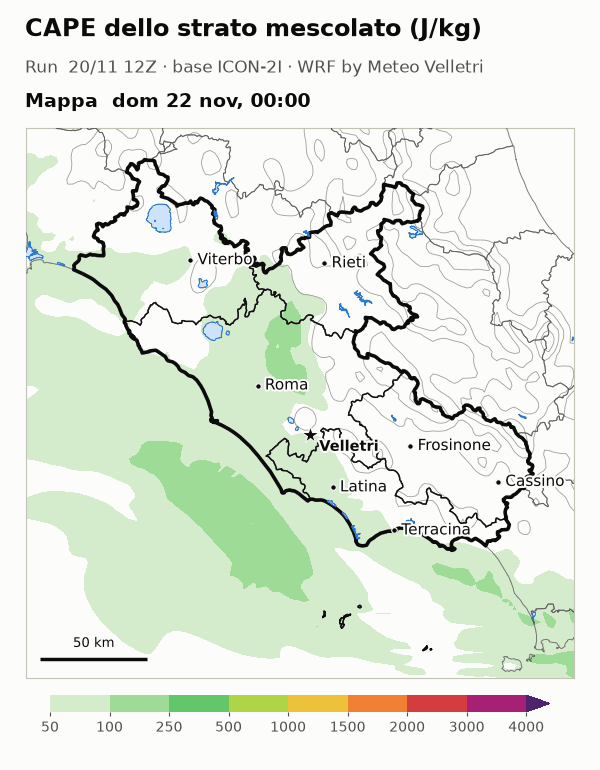 CAPE dello strato mescolato (J/kg)
Run  20/11 12Z · base ICON-2I · WRF by Meteo Velletri
Mappa  dom 22 nov, 00:00
Viterbo
Rieti
Roma
Velletri
Frosinone
Latina
Cassino
Terracina
50 km
50 100 250 500 1000 1500 2000 3000 4000